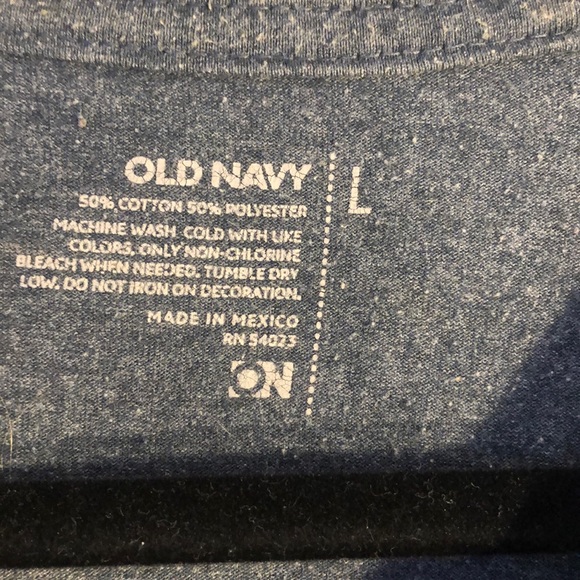 OLD NAVY
L
50% COTTON 50% POLYESTER
MACHINE WASH COLD WITH LIKE
COLORS. ONLY NON-CHLORINE
BLEACH WHEN NEEDED. TUMBLE DRY
LOW. DO NOT IRON ON DECORATION.
MADE IN MEXICO
RN 54023
ON